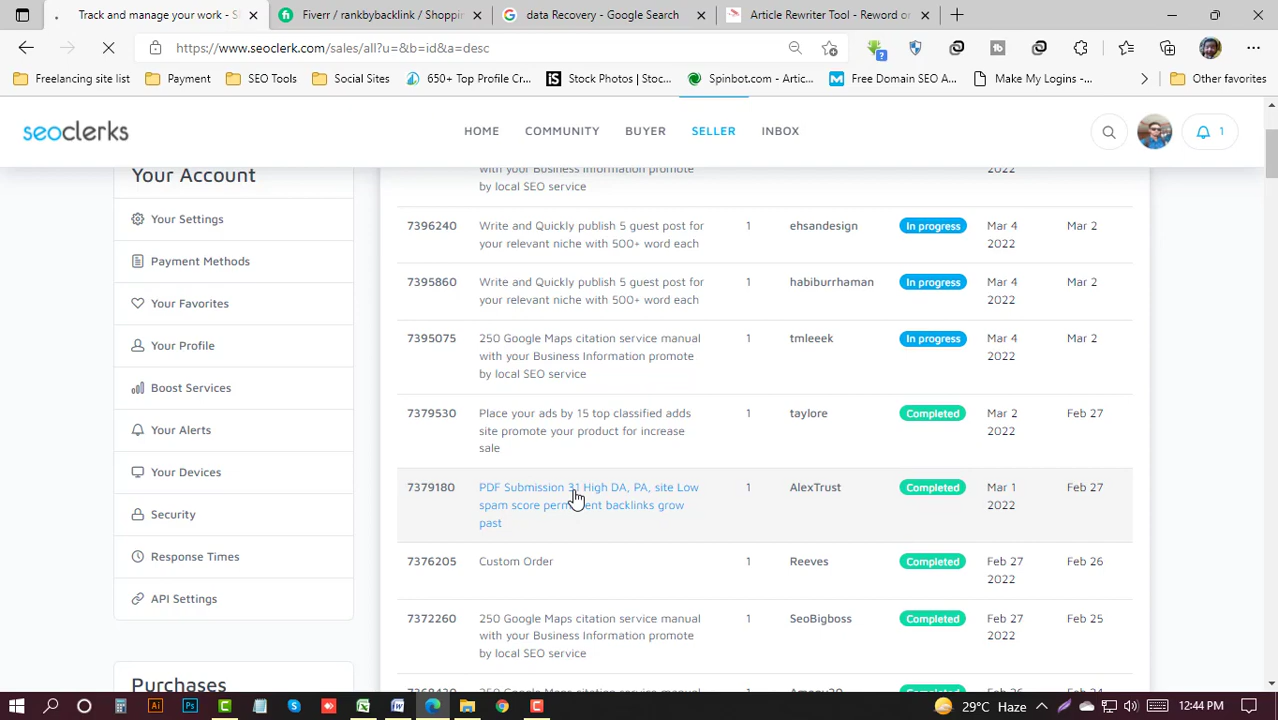 Track and manage your work - S
Fiverr / rankbybacklink / Shoppin
data Recovery - Google Search
Article Rewriter Tool - Reword or
https://www.seoclerk.com/sales/all?u=&b=id&a=desc
Freelancing site list
Payment
SEO Tools
Social Sites
650+ Top Profile Cr...
iS
Stock Photos | Stoc...
Spinbot.com - Artic...
Free Domain SEO A...
Make My Logins -...
Other favorites
seoclerks
HOME
COMMUNITY
BUYER
SELLER
INBOX
1
Your Account
Your Settings
Payment Methods
Your Favorites
Your Profile
Boost Services
Your Alerts
Your Devices
Security
Response Times
API Settings
Purchases
with your Business Information promote
2022
by local SEO service
7396240 Write and Quickly publish 5 guest post for 1 ehsandesign In progress Mar 4 Mar 2
your relevant niche with 500+ word each 2022
7395860 Write and Quickly publish 5 guest post for 1 habiburrhaman In progress Mar 4 Mar 2
your relevant niche with 500+ word each 2022
7395075 250 Google Maps citation service manual 1 tmleeek In progress Mar 4 Mar 2
with your Business Information promote 2022
by local SEO service
7379530 Place your ads by 15 top classified adds 1 taylore Completed Mar 2 Feb 27
site promote your product for increase 2022
sale
7379180 PDF Submission 31 High DA, PA, site Low 1 AlexTrust Completed Mar 1 Feb 27
spam score permanent backlinks grow 2022
past
7376205 Custom Order 1 Reeves Completed Feb 27 Feb 26
2022
7372260 250 Google Maps citation service manual 1 SeoBigboss Completed Feb 27 Feb 25
with your Business Information promote 2022
by local SEO service
29°C Haze
12:44 PM